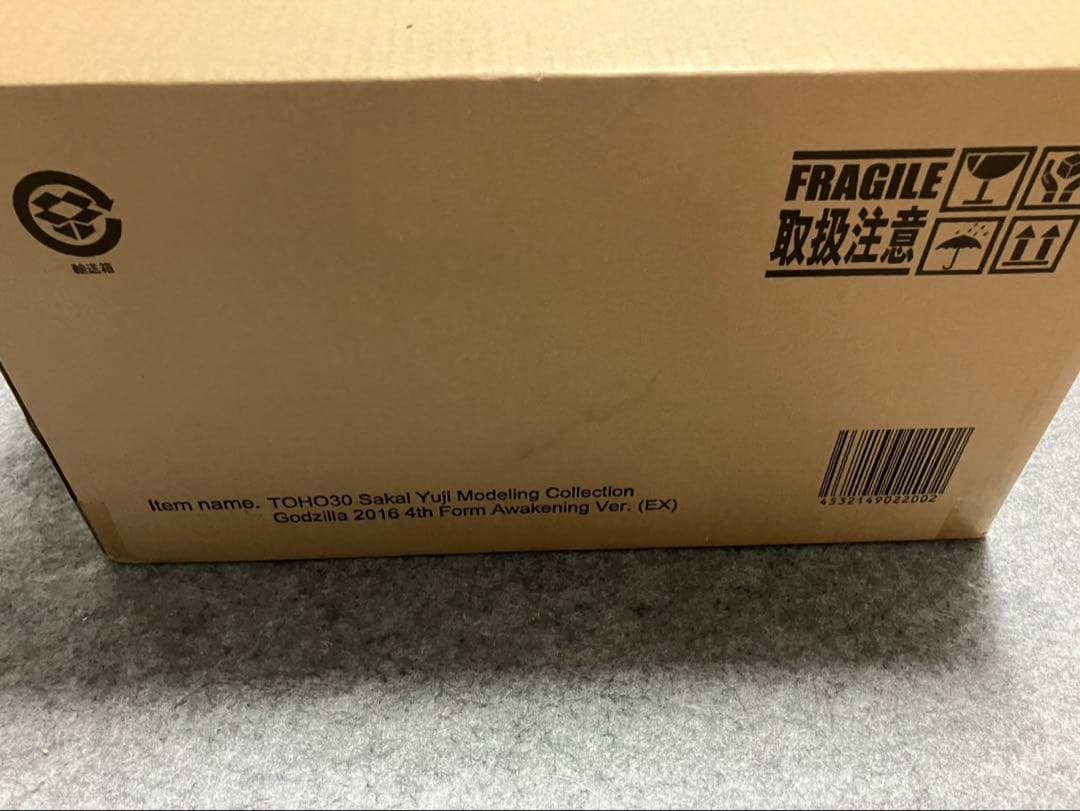 輸送箱
FRAGILE
取扱注意
Item name. TOHO30 Sakai Yuji Modeling Collection
Godzilla 2016 4th Form Awakening Ver. (EX)
4532149022002